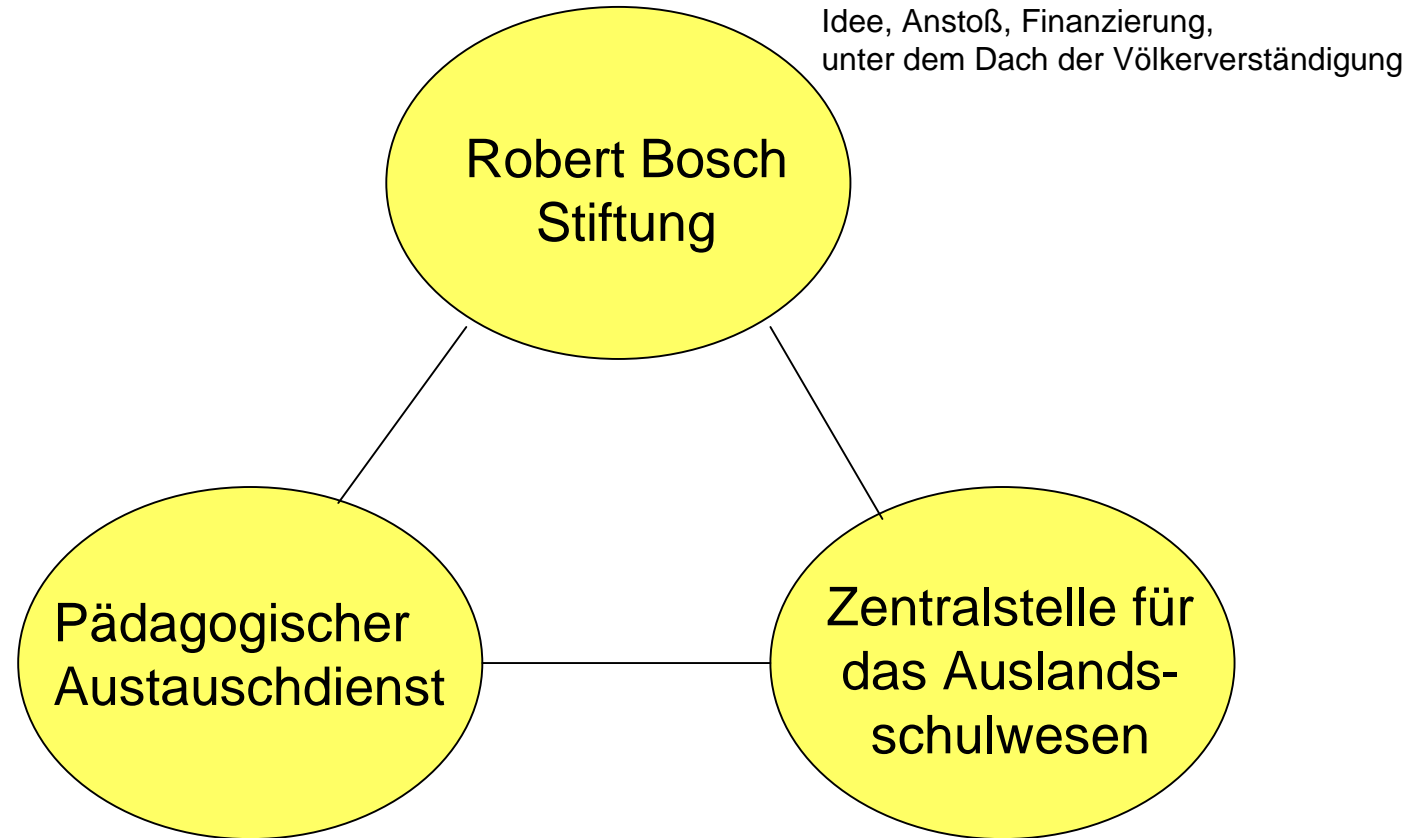 Idee, Anstoß, Finanzierung,
unter dem Dach der Völkerverständigung
Robert Bosch
Stiftung
Pädagogischer
Austauschdienst
Zentralstelle für
das Auslands-
schulwesen